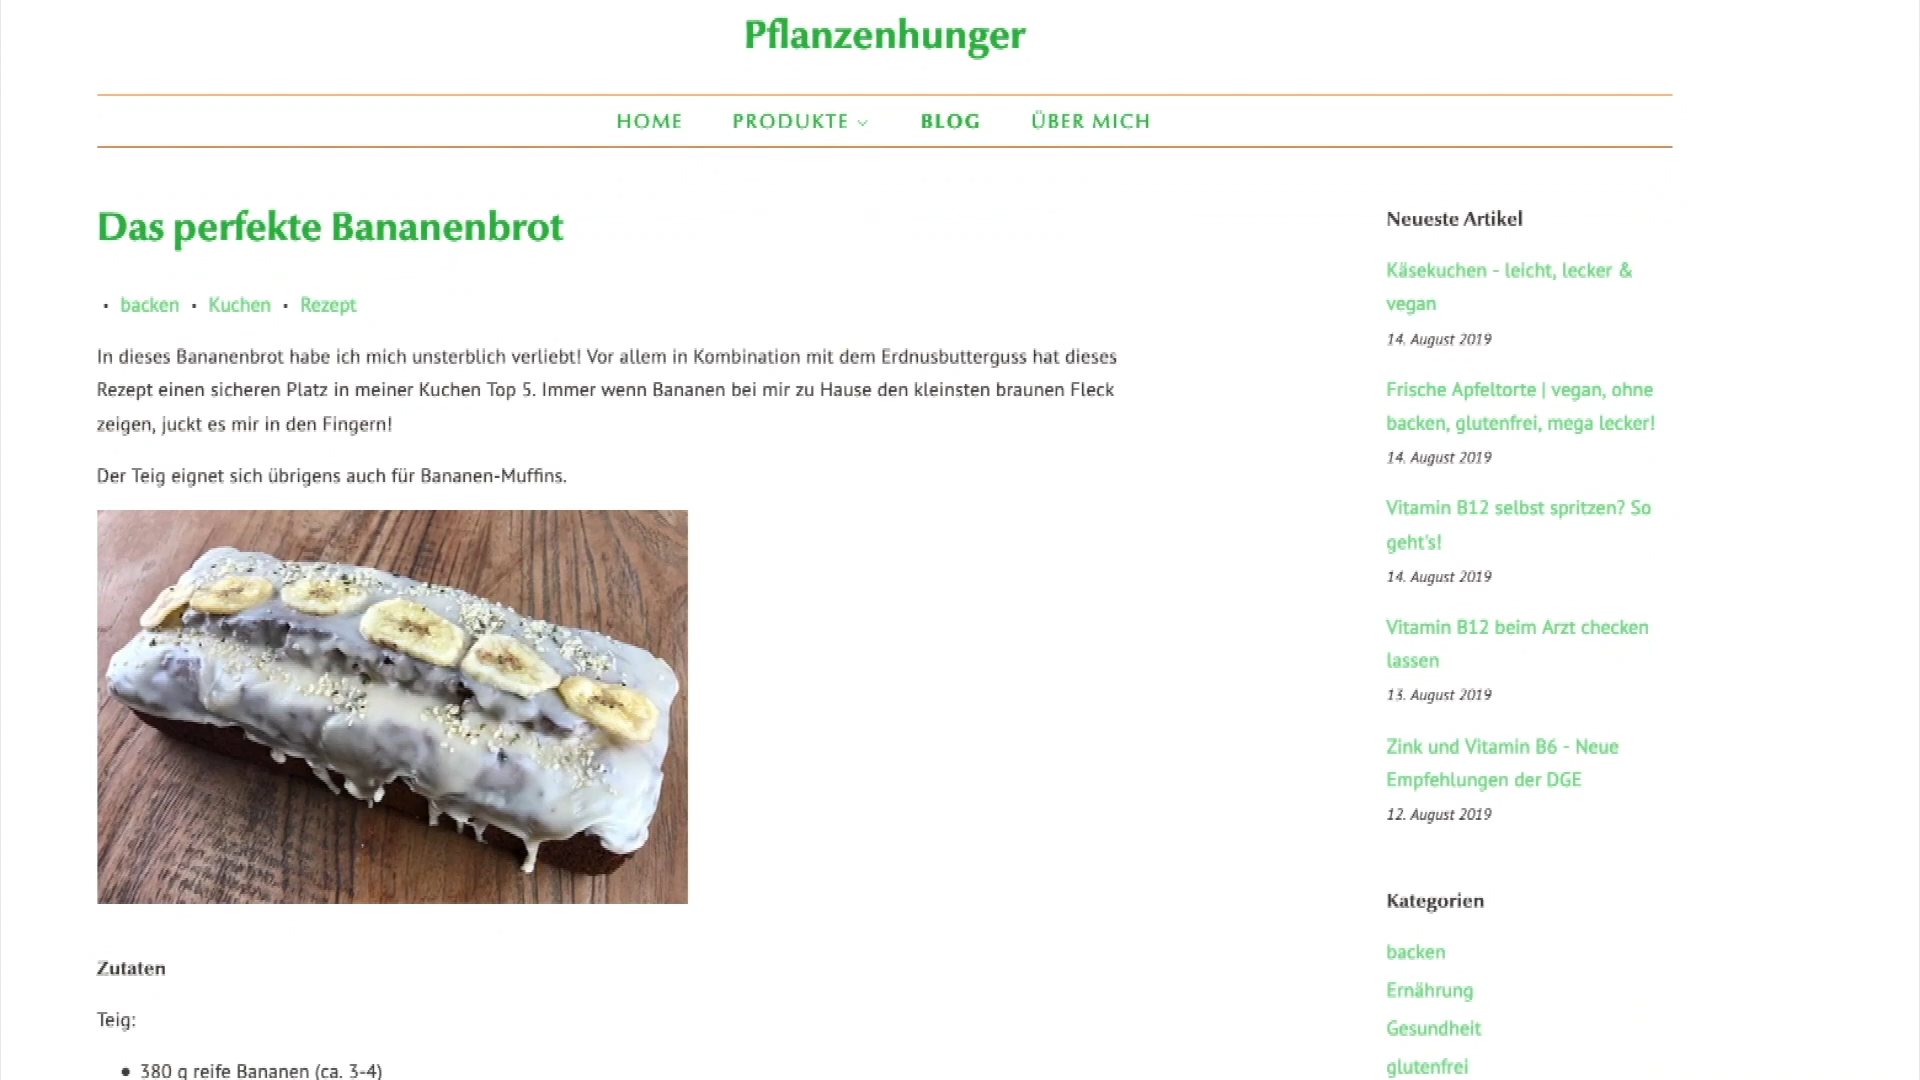 Pflanzenhunger
HOME PRODUKTE BLOG ÜBER MICH
Das perfekte Bananenbrot
• backen • Kuchen • Rezept
In dieses Bananenbrot habe ich mich unsterblich verliebt! Vor allem in Kombination mit dem Erdnusbutterguss hat dieses
Rezept einen sicheren Platz in meiner Kuchen Top 5. Immer wenn Bananen bei mir zu Hause den kleinsten braunen Fleck
zeigen, juckt es mir in den Fingern!
Der Teig eignet sich übrigens auch für Bananen-Muffins.
Zutaten
Teig:
• 380 g reife Bananen (ca. 3-4)
Neueste Artikel
Käsekuchen - leicht, lecker &
vegan
14. August 2019
Frische Apfeltorte | vegan, ohne
backen, glutenfrei, mega lecker!
14. August 2019
Vitamin B12 selbst spritzen? So
geht's!
14. August 2019
Vitamin B12 beim Arzt checken
lassen
13. August 2019
Zink und Vitamin B6 - Neue
Empfehlungen der DGE
12. August 2019
Kategorien
backen
Ernährung
Gesundheit
glutenfrei